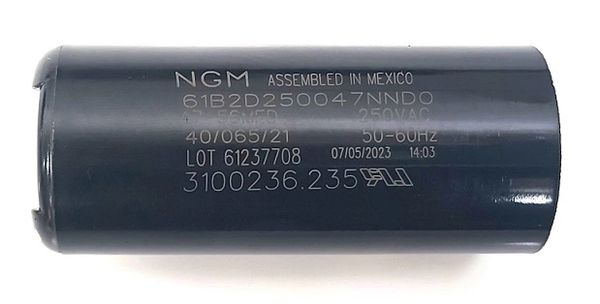 NGM ASSEMBLED IN MEXICO
61B2D250047NNDO
47-56MFD 250VAC
40/065/21 50-60Hz
LOT 61237708 07/05/2023 14:03
3100236.235